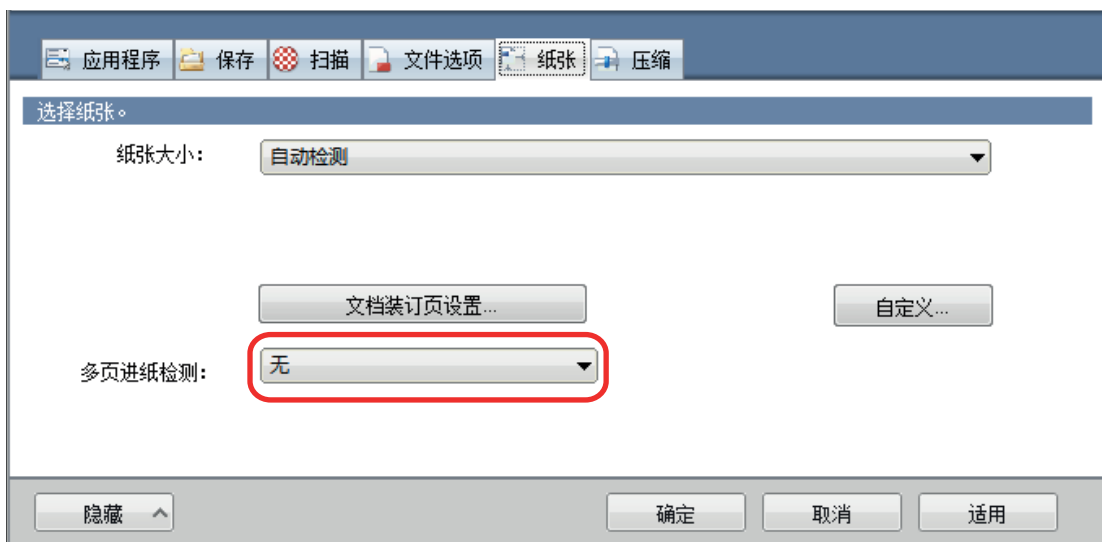 应用程序 保存 扫描 文件选项 纸张 压缩
选择纸张。
纸张大小: 自动检测
文档装订页设置... 自定义...
多页进纸检测: 无
隐藏 确定 取消 适用